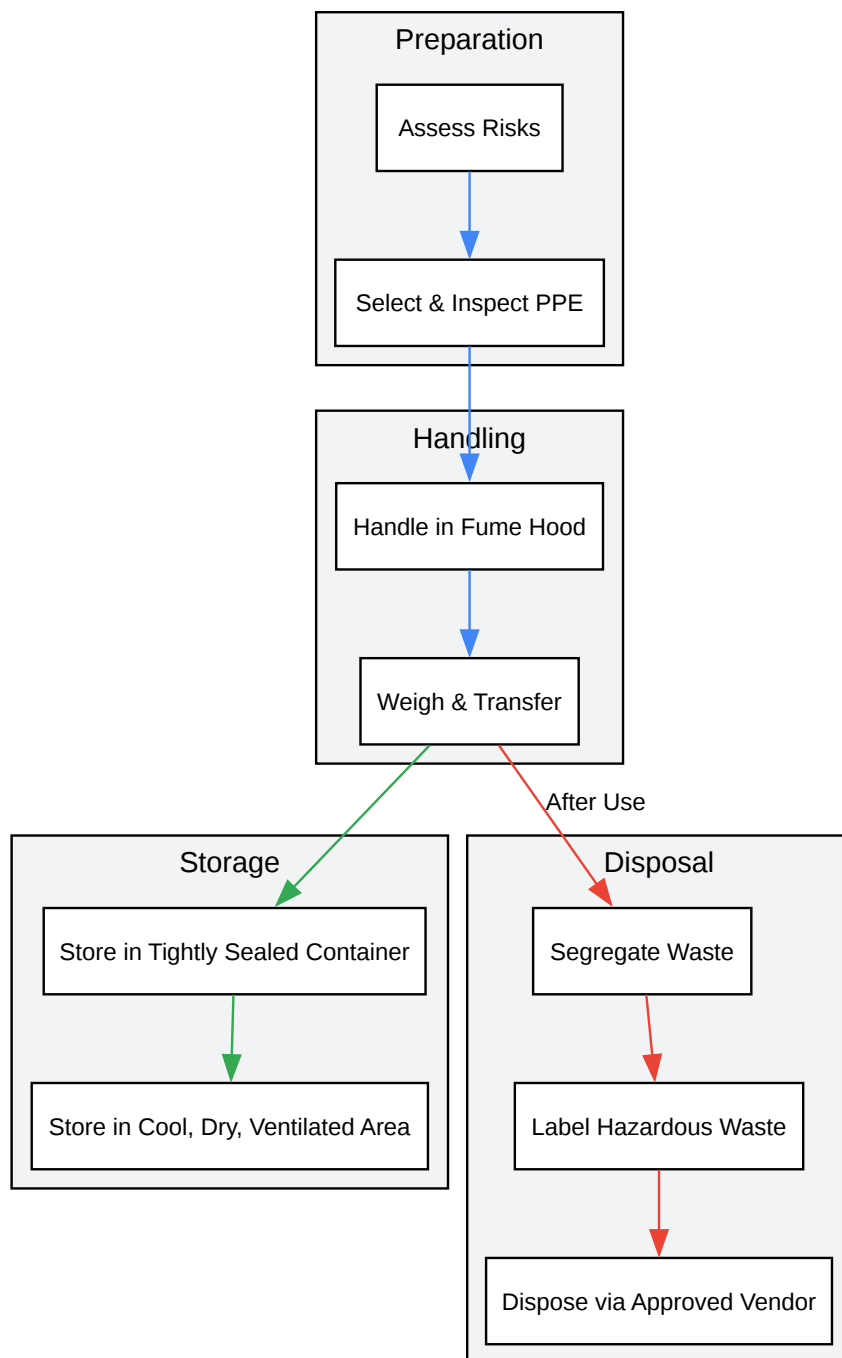 Preparation
Assess Risks
Select & Inspect PPE
Handling
Handle in Fume Hood
Weigh & Transfer
After Use
Storage
Store in Tightly Sealed Container
Store in Cool, Dry, Ventilated Area
Disposal
Segregate Waste
Label Hazardous Waste
Dispose via Approved Vendor